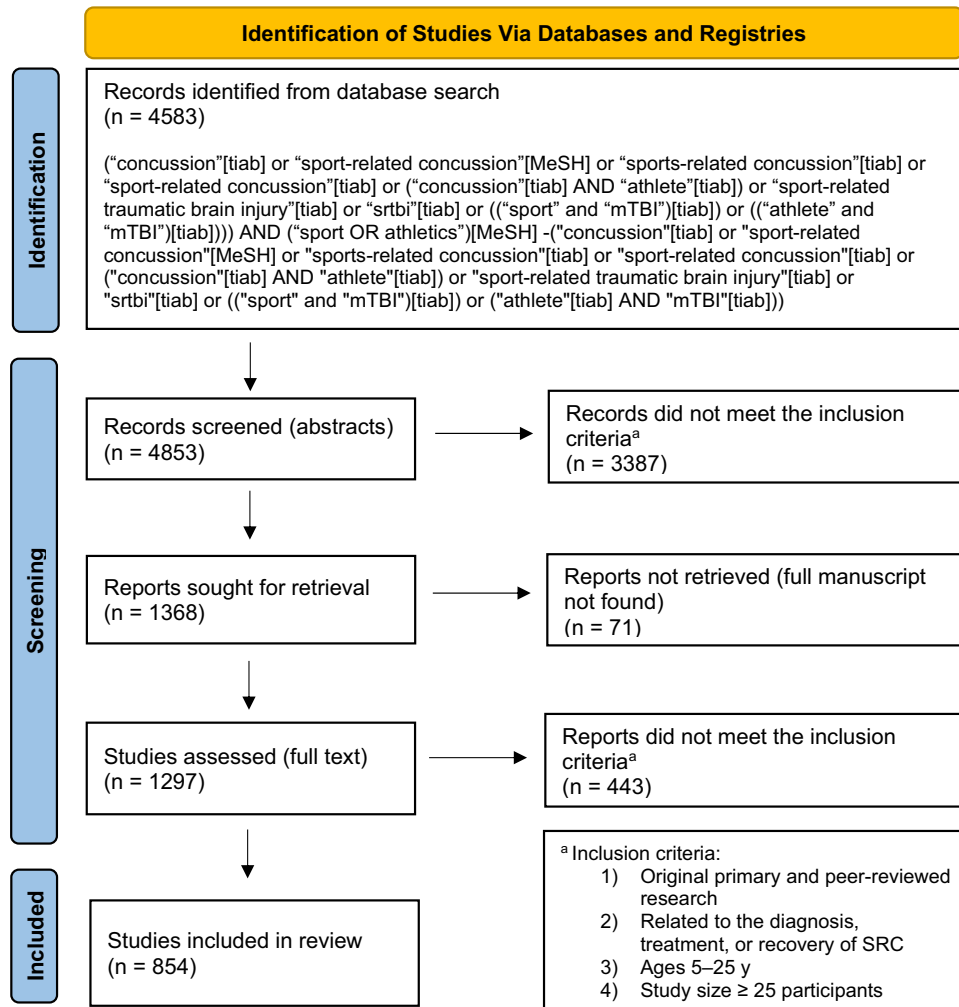 Identification of Studies Via Databases and Registries
Identification
Records identified from database search
(n = 4583)
(“concussion”[tiab] or “sport-related concussion”[MeSH] or “sports-related concussion”[tiab] or
“sport-related concussion”[tiab] or (“concussion”[tiab] AND “athlete”[tiab]) or “sport-related
traumatic brain injury”[tiab] or “srtbi”[tiab] or ((“sport” and “mTBI”)[tiab]) or ((“athlete” and
“mTBI”)[tiab]))) AND (“sport OR athletics”)[MeSH] -("concussion"[tiab] or "sport-related
concussion"[MeSH] or "sports-related concussion"[tiab] or "sport-related concussion"[tiab] or
("concussion"[tiab] AND "athlete"[tiab]) or "sport-related traumatic brain injury"[tiab] or
"srtbi"[tiab] or (("sport" and "mTBI")[tiab]) or ("athlete"[tiab] AND "mTBI"[tiab]))
Screening
Records screened (abstracts)
(n = 4853)
Records did not meet the inclusion
criteriaᵃ
(n = 3387)
Reports sought for retrieval
(n = 1368)
Reports not retrieved (full manuscript
not found)
(n = 71)
Studies assessed (full text)
(n = 1297)
Reports did not meet the inclusion
criteriaᵃ
(n = 443)
Included
Studies included in review
(n = 854)
ᵃ Inclusion criteria:
1) Original primary and peer-reviewed
research
2) Related to the diagnosis,
treatment, or recovery of SRC
3) Ages 5–25 y
4) Study size ≥ 25 participants